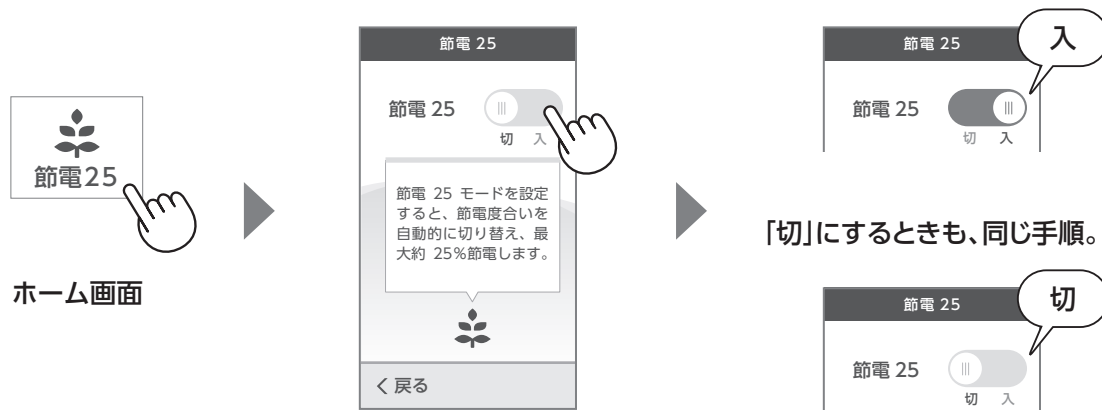 節電25
ホーム画面
節電 25
節電 25
切 入
節電 25 モードを設定
すると、節電度合いを
自動的に切り替え、最
大約 25%節電します。
戻る
節電 25
入
節電 25
切 入
「切」にするときも、同じ手順。
節電 25
切
節電 25
切 入